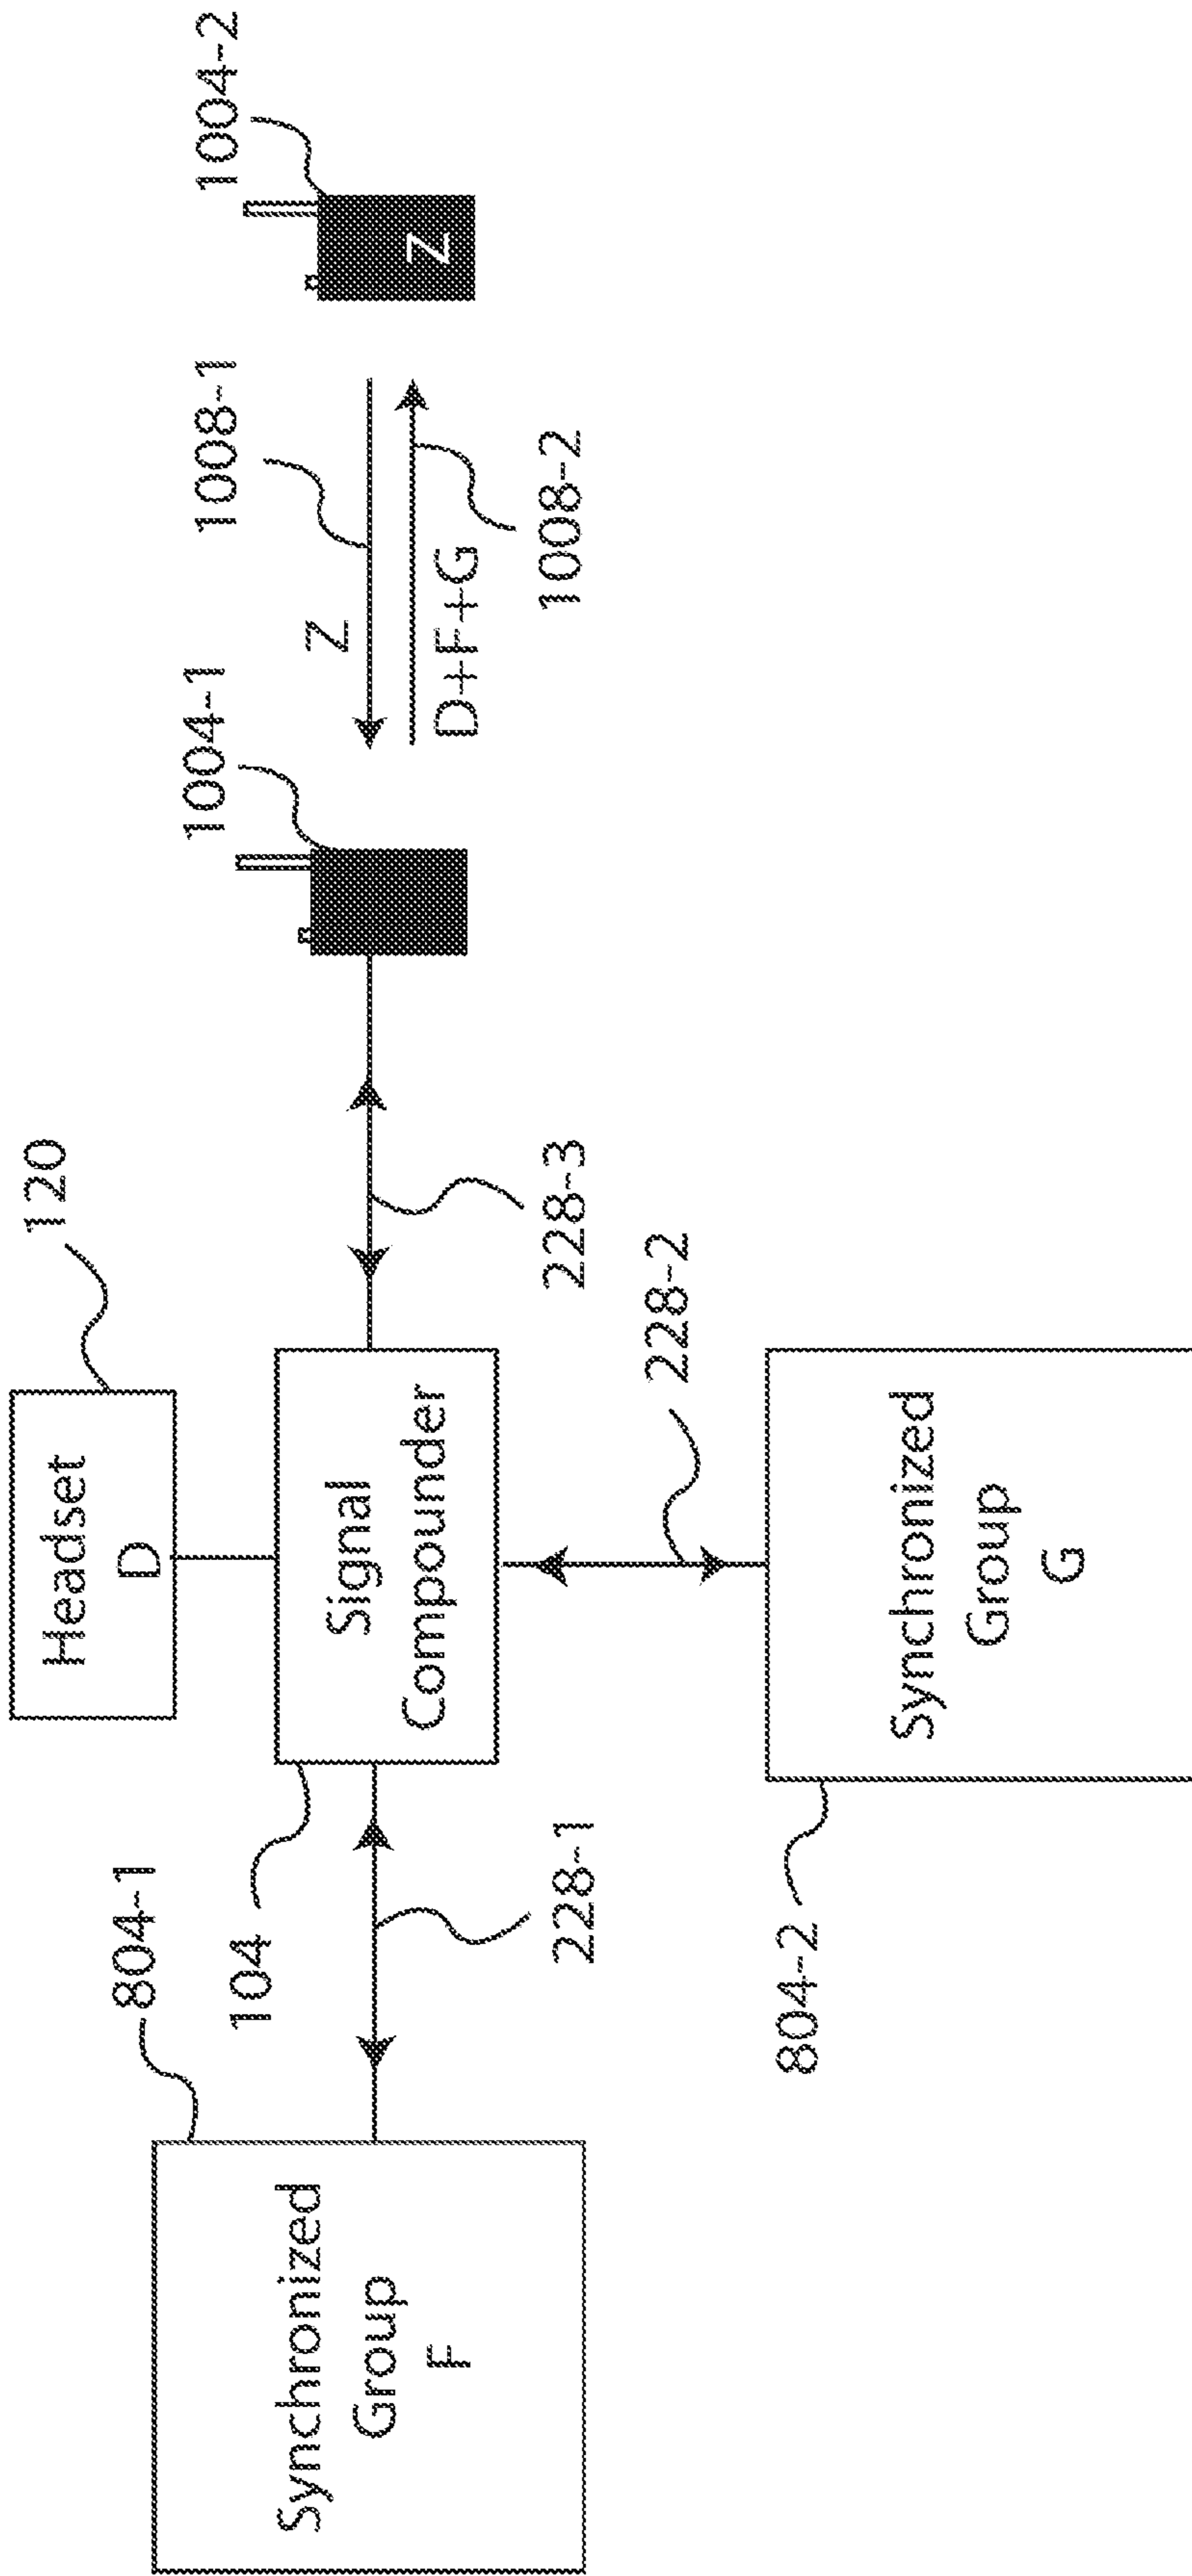 Headset
D
120
1004-2
1004-1
1008-1
Z
Z
D+F+G
1008-2
804-1
104
Signal
Compounder
228-3
228-1
228-2
Synchronized
Group
F
804-2
Synchronized
Group
G